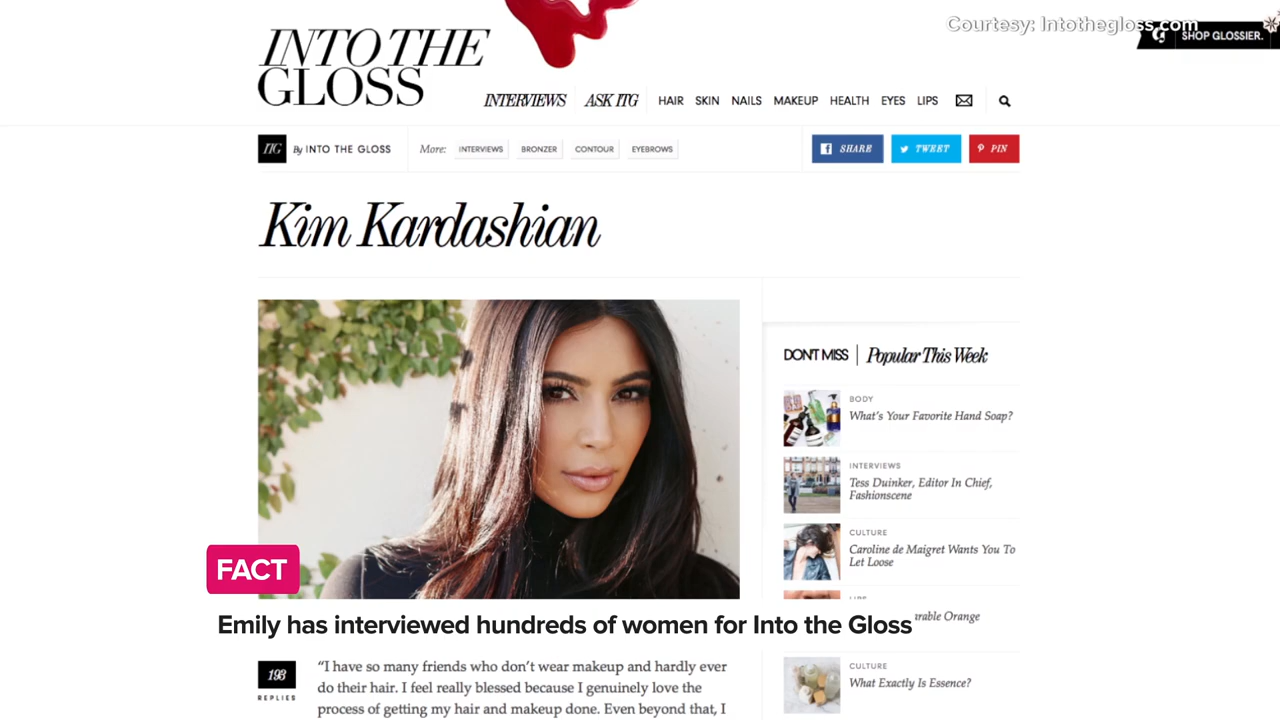 Courtesy: Intothegloss.com
SHOP GLOSSIER.
INTO THE
GLOSS
INTERVIEWS ASK ITG HAIR SKIN NAILS MAKEUP HEALTH EYES LIPS
ITG By INTO THE GLOSS More: INTERVIEWS BRONZER CONTOUR EYEBROWS SHARE TWEET PIN
Kim Kardashian
DON'T MISS | Popular This Week
BODY
What's Your Favorite Hand Soap?
INTERVIEWS
Tess Duinker, Editor In Chief,
Fashionscene
CULTURE
Caroline de Maigret Wants You To
Let Loose
Orange
CULTURE
What Exactly Is Essence?
FACT
Emily has interviewed hundreds of women for Into the Gloss
193
REPLIES
“I have so many friends who don’t wear makeup and hardly ever
do their hair. I feel really blessed because I genuinely love the
process of getting my hair and makeup done. Even beyond that, I